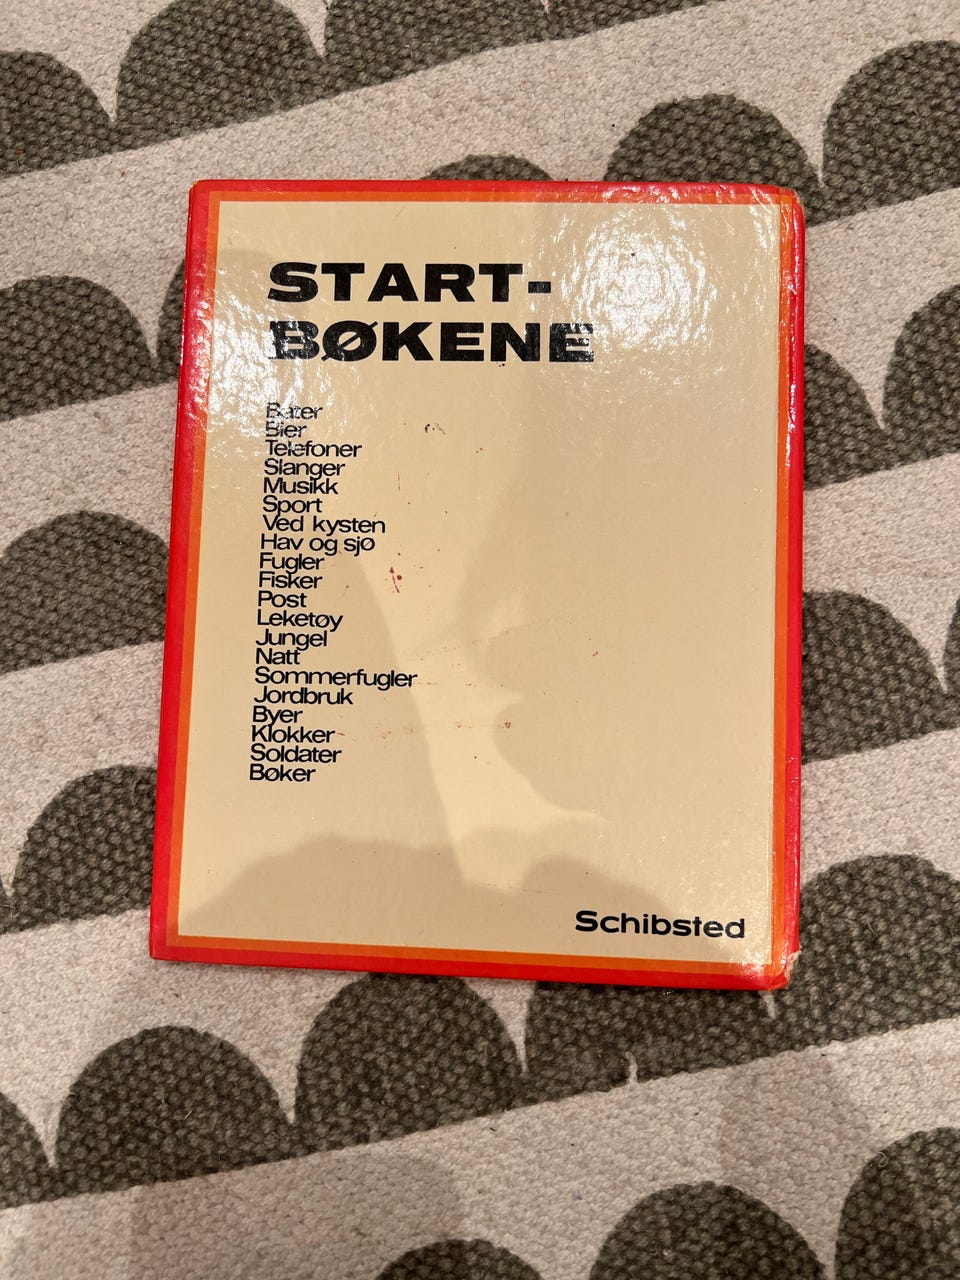 START-
BØKENE
Båter
Bier
Telefoner
Slanger
Musikk
Sport
Ved kysten
Hav og sjø
Fugler
Fisker
Post
Leketøy
Jungel
Natt
Sommerfugler
Jordbruk
Byer
Klokker
Soldater
Bøker
Schibsted